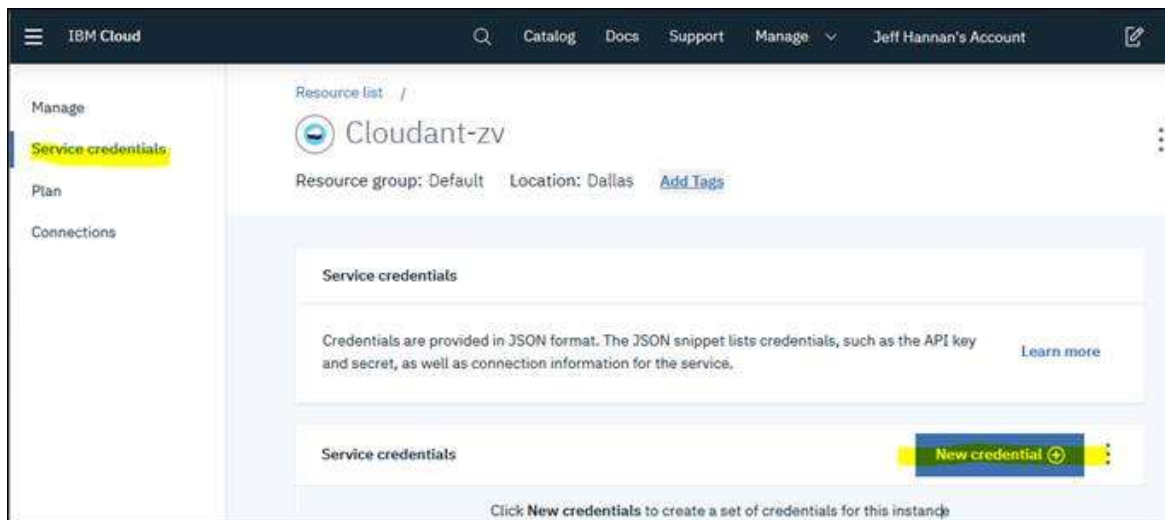 IBM Cloud Catalog Docs Support Manage Jeff Hannan's Account
Manage
Service credentials
Plan
Connections
Resource list /
Cloudant-zv
Resource group: Default Location: Dallas Add Tags
Service credentials
Credentials are provided in JSON format. The JSON snippet lists credentials, such as the API key
and secret, as well as connection information for the service.
Learn more
Service credentials
New credential
Click New credentials to create a set of credentials for this instance